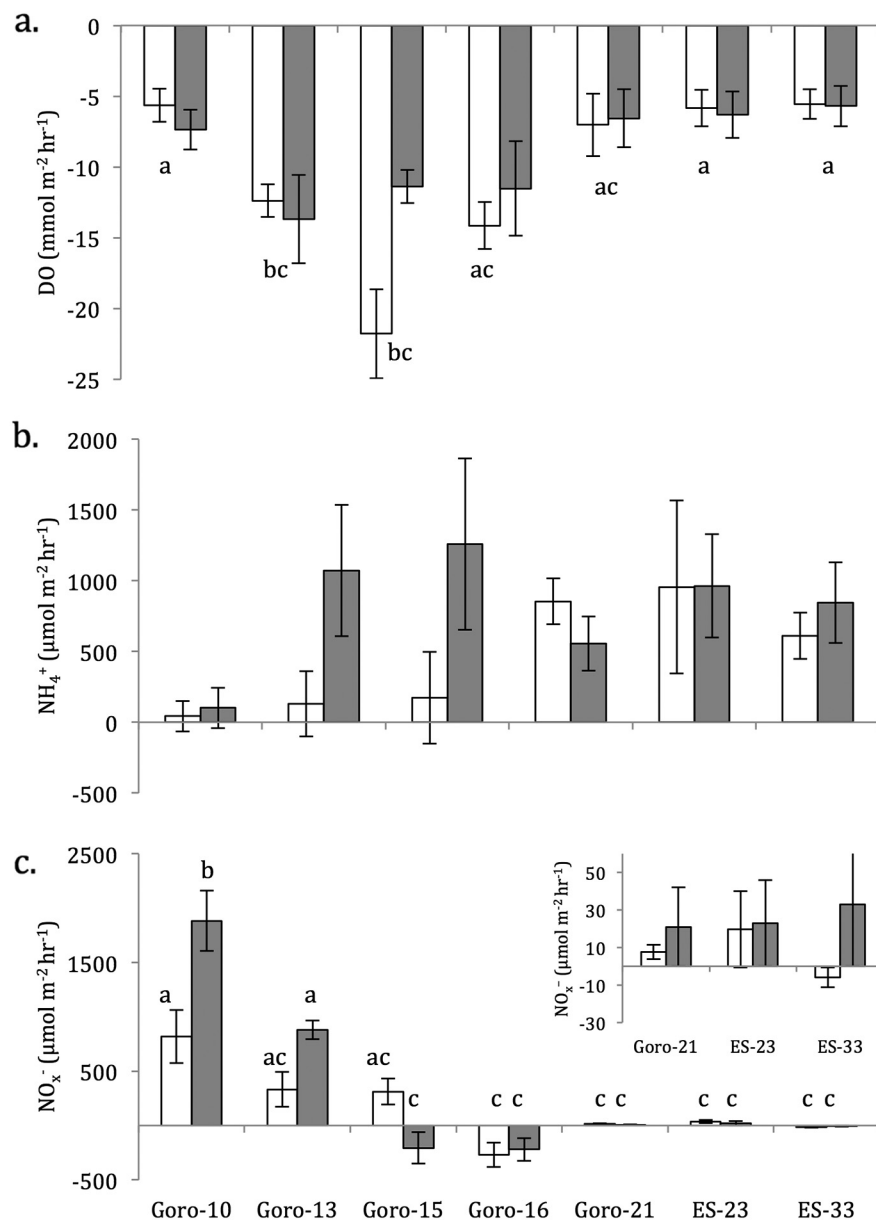 a.
0
-5
-10
-15
-20
-25
DO (mmol m⁻² hr⁻¹)
a
bc
bc
ac
ac
a
a
b.
2000
1500
1000
500
0
-500
NH₄⁺ (µmol m⁻² hr⁻¹)
c.
2500
1500
500
-500
NOₓ⁻ (µmol m⁻² hr⁻¹)
a
b
ac
a
ac
c
c c
c c
c c
c c
50
30
10
-10
-30
NOₓ⁻ (µmol m⁻² hr⁻¹)
Goro-21 ES-23 ES-33
Goro-10 Goro-13 Goro-15 Goro-16 Goro-21 ES-23 ES-33